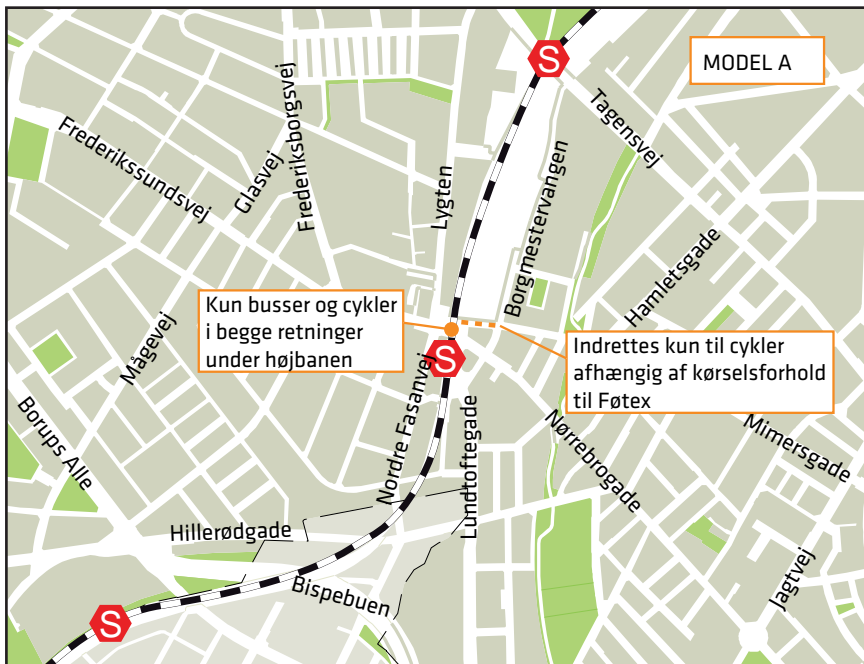 S
MODEL A
Tagensvej
Frederikssundsvej
Glasvej
Frederiksborgsvej
Lygten
Borgmestervangen
Hamletsgade
Kun busser og cykler
i begge retninger
under højbanen
Indrettes kun til cykler
afhængig af kørselsforhold
til Føtex
S
Mågevej
Borups Alle
Nordre Fasanvej
Lundtoftegade
Nørrebrogade
Mimersgade
Hillerødgade
Bispebuen
Jagtvej
S